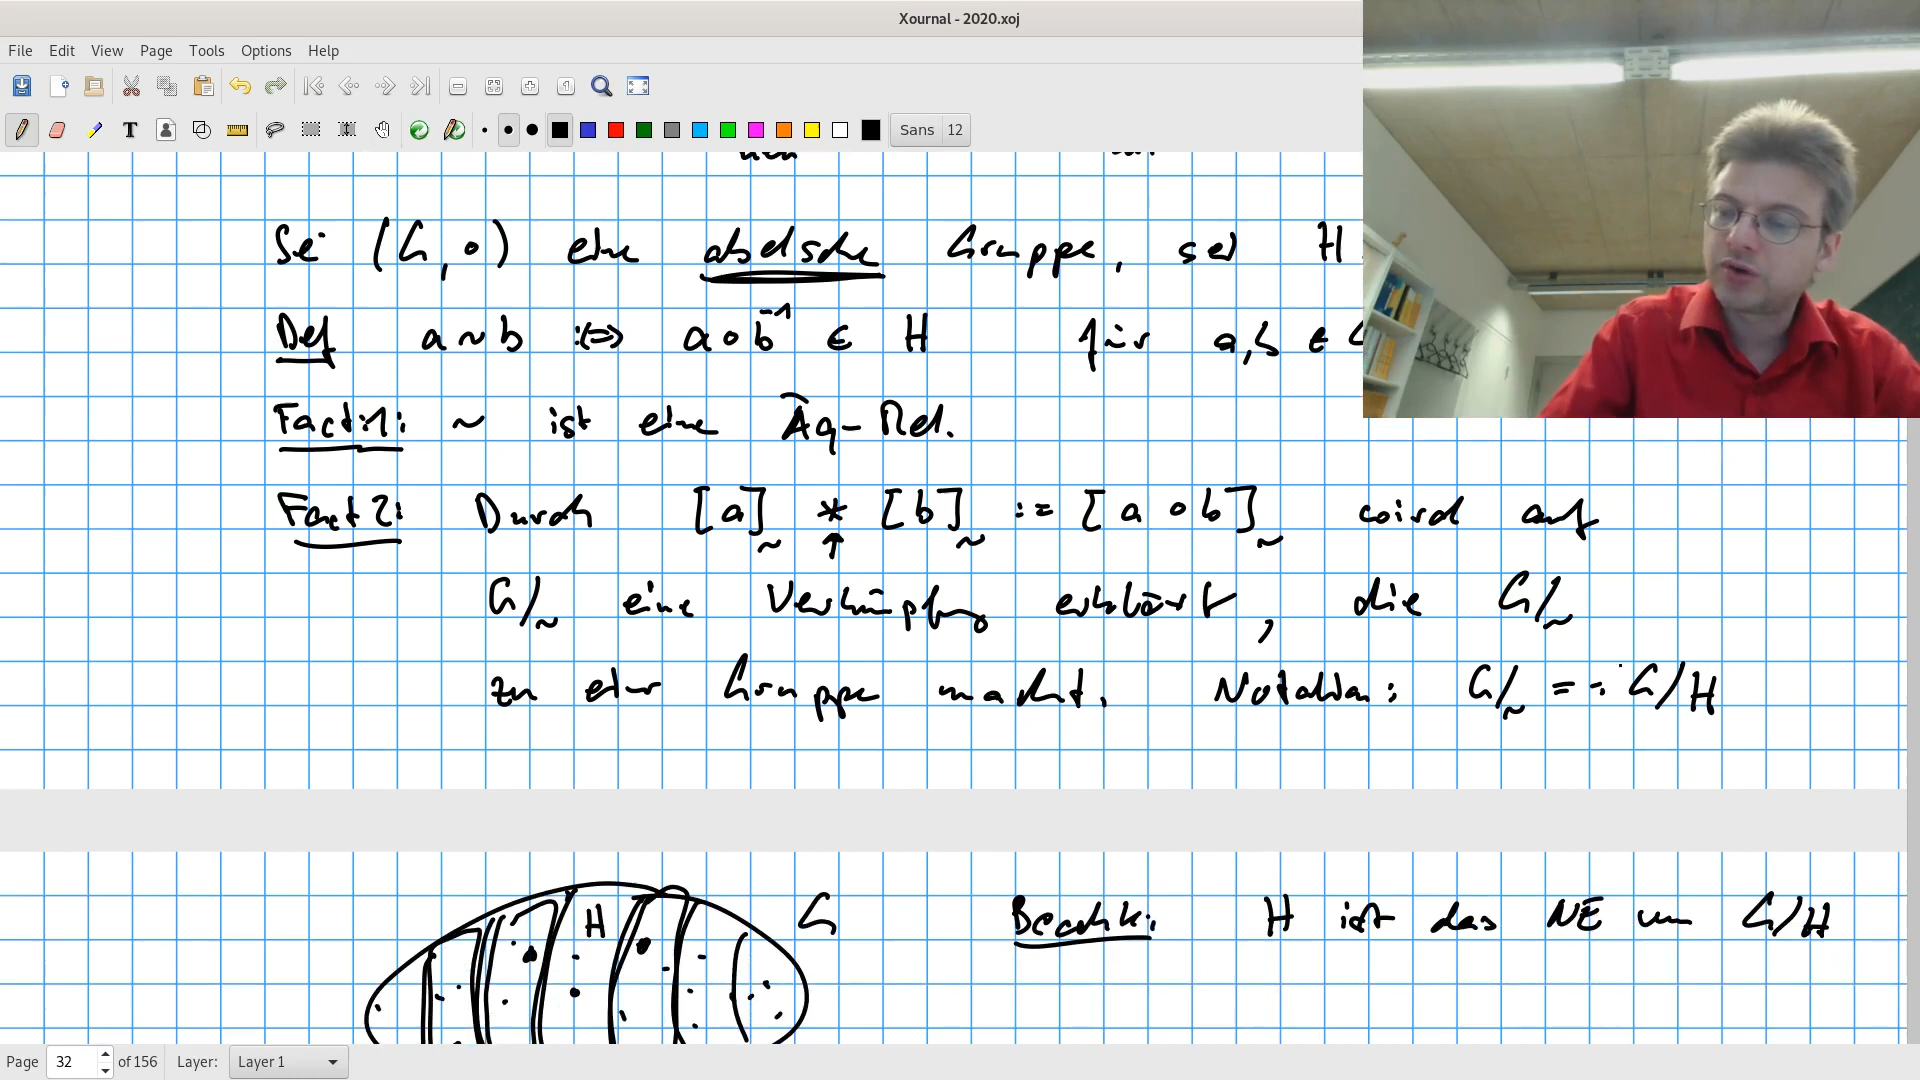 Xournal - 2020.xoj
File Edit View Page Tools Options Help
Sans 12
Sei (G, ∘) eine abelsche Gruppe, sei H
Def a ~ b :⇔ a ∘ b⁻¹ ∈ H für a, b ∈ G
Fact 1: ~ ist eine Äq-Rel.
Fact 2: Durch [a]~ * [b]~ := [a ∘ b]~ wird auf
G/~ eine Verknüpfung erklärt, die G/~
zu einer Gruppe macht. Notation: G/~ =: G/H
H G Beachte: H ist das NE von G/H
Page 32 of 156 Layer: Layer 1